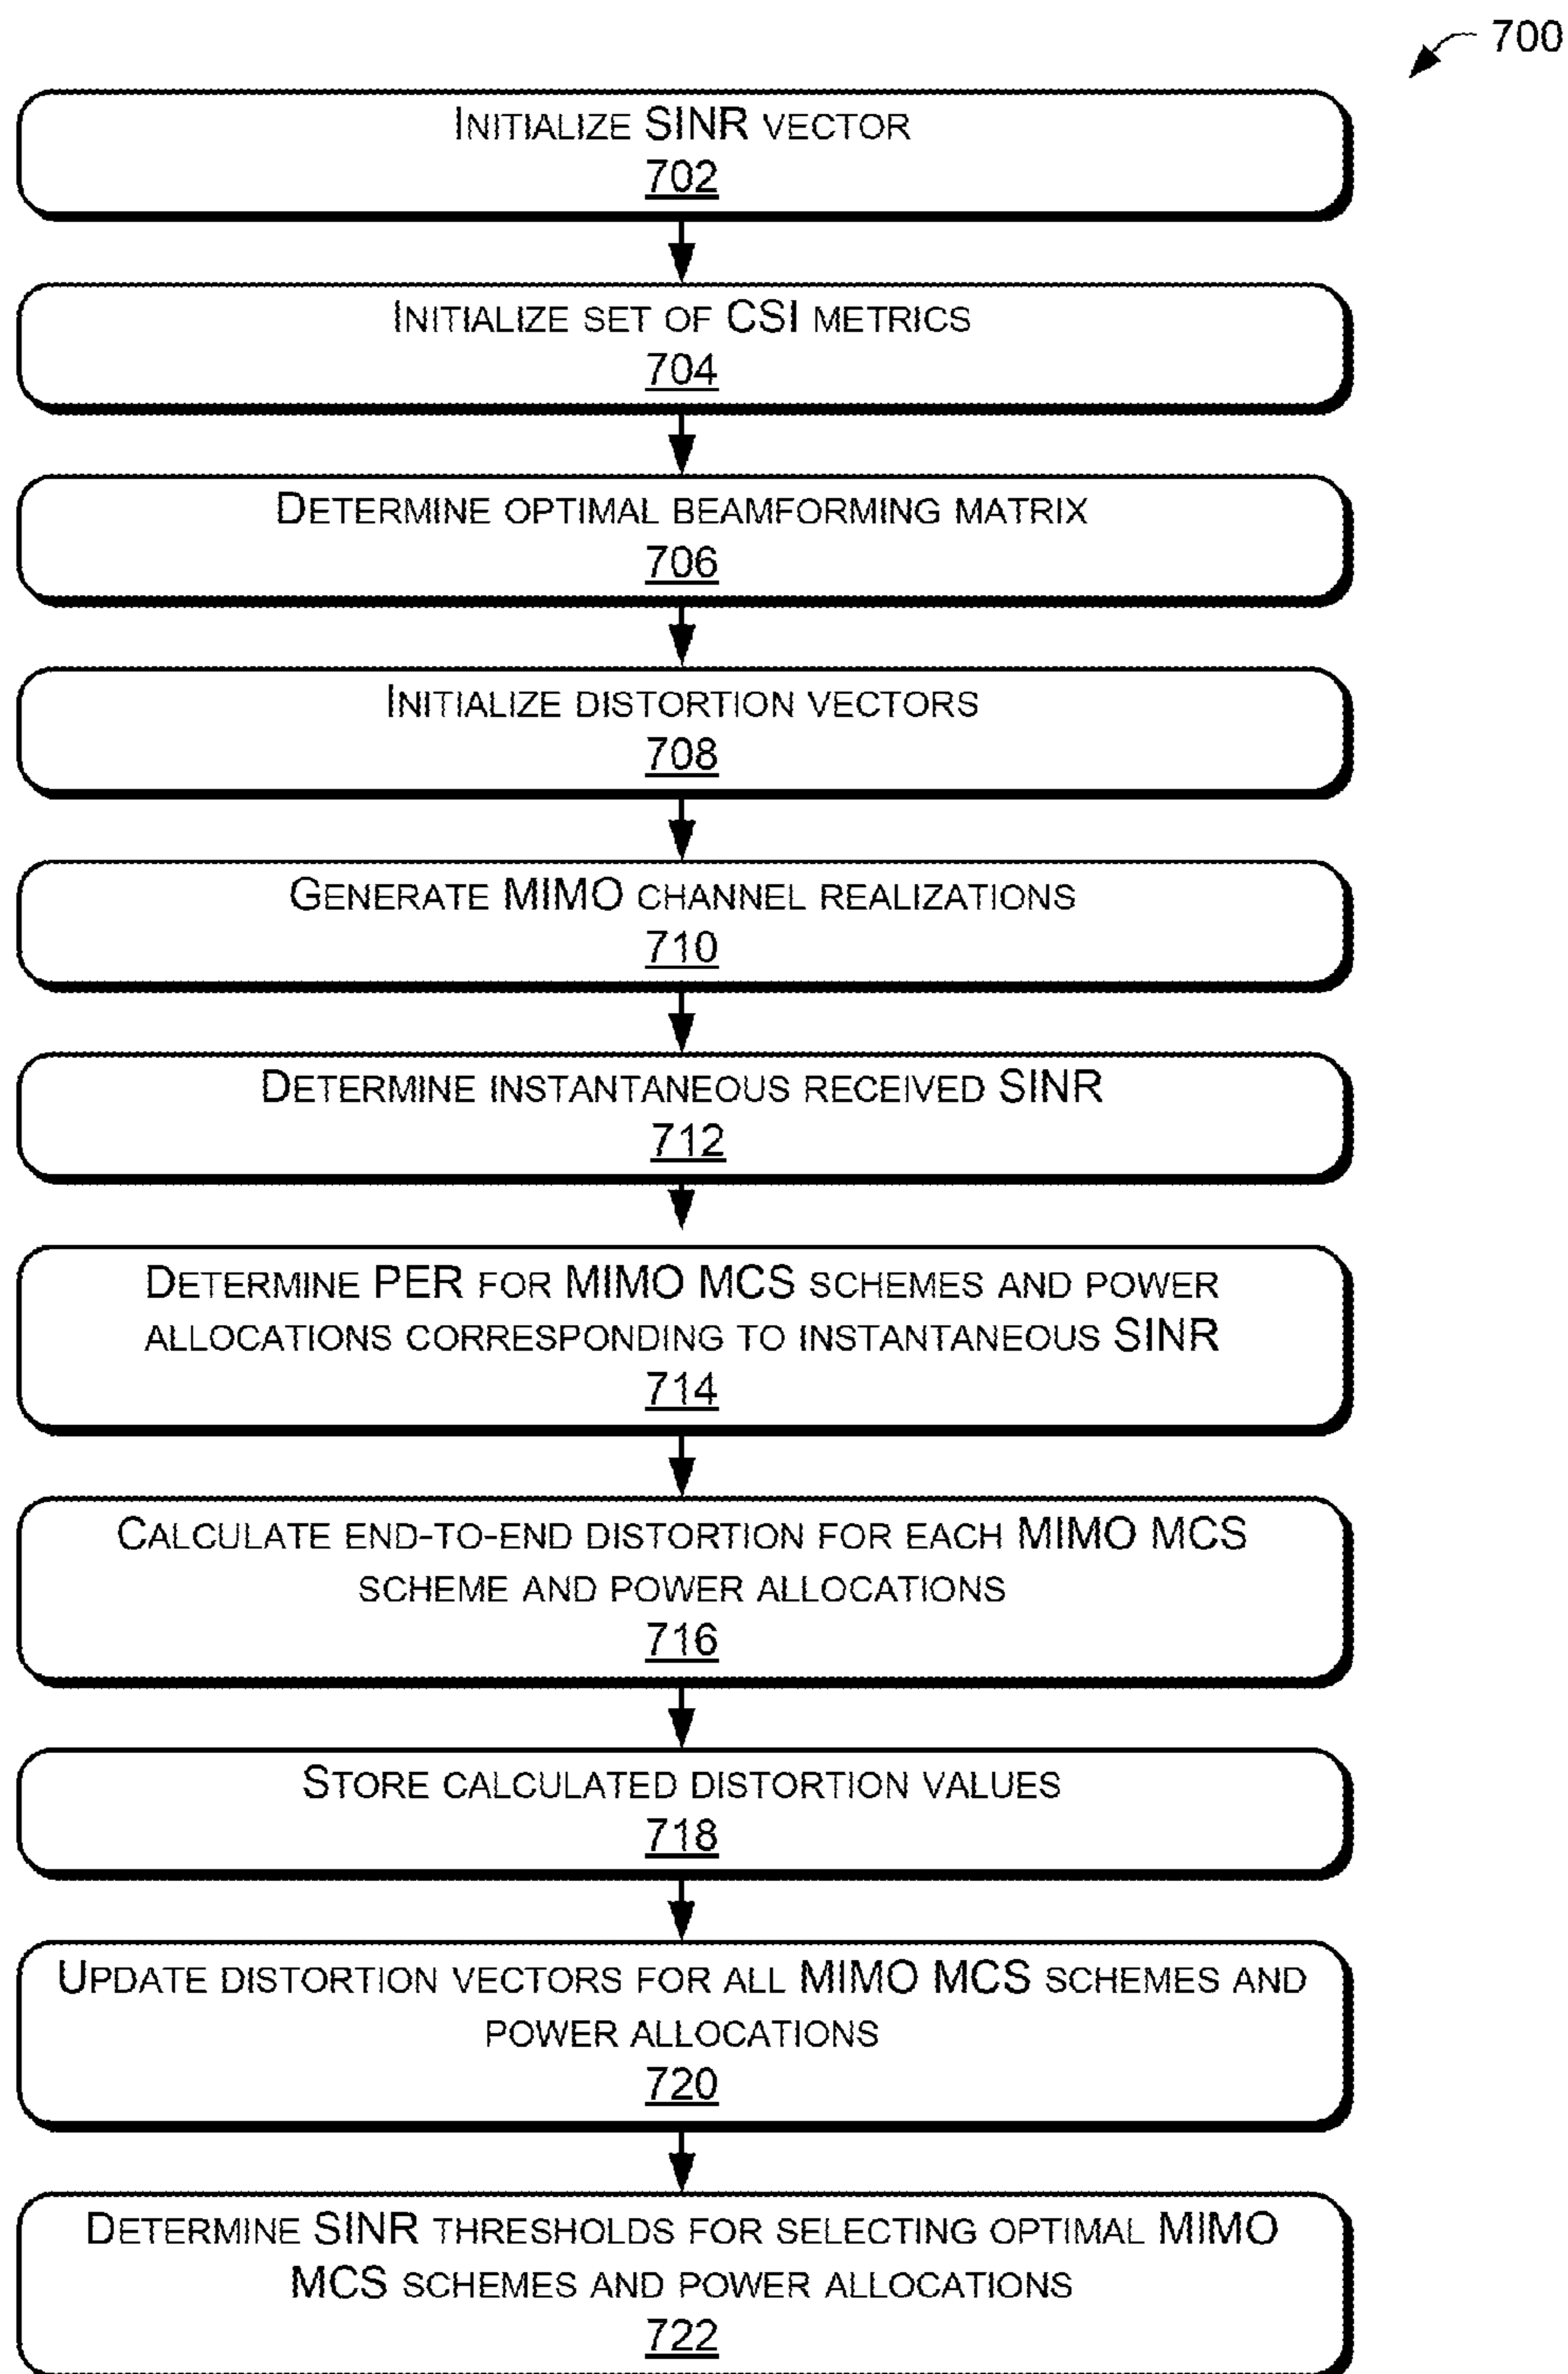 700
INITIALIZE SINR VECTOR
702
INITIALIZE SET OF CSI METRICS
704
DETERMINE OPTIMAL BEAMFORMING MATRIX
706
INITIALIZE DISTORTION VECTORS
708
GENERATE MIMO CHANNEL REALIZATIONS
710
DETERMINE INSTANTANEOUS RECEIVED SINR
712
DETERMINE PER FOR MIMO MCS SCHEMES AND POWER
ALLOCATIONS CORRESPONDING TO INSTANTANEOUS SINR
714
CALCULATE END-TO-END DISTORTION FOR EACH MIMO MCS
SCHEME AND POWER ALLOCATIONS
716
STORE CALCULATED DISTORTION VALUES
718
UPDATE DISTORTION VECTORS FOR ALL MIMO MCS SCHEMES AND
POWER ALLOCATIONS
720
DETERMINE SINR THRESHOLDS FOR SELECTING OPTIMAL MIMO
MCS SCHEMES AND POWER ALLOCATIONS
722